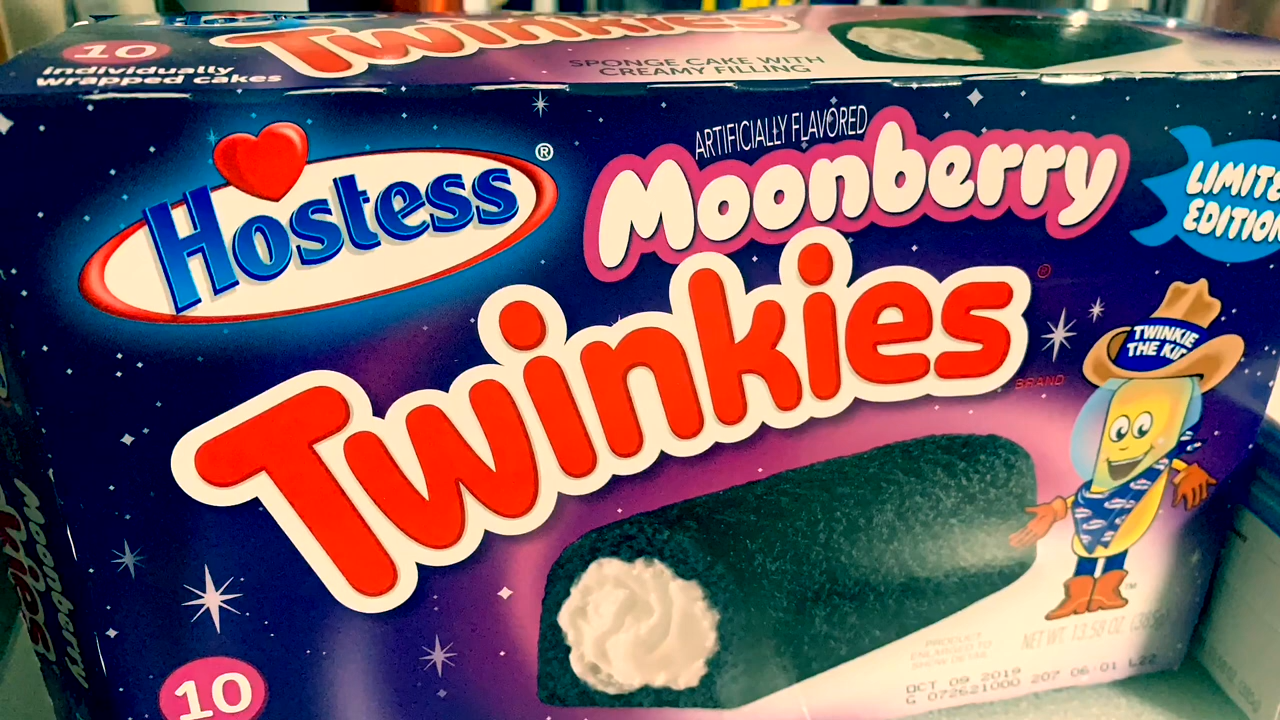 10
individually
wrapped cakes
Hostess
Twinkies
SPONGE CAKE WITH
CREAMY FILLING
Hostess®
ARTIFICIALLY FLAVORED
Moonberry
Twinkies®
BRAND
LIMITE
EDITION
TWINKIE
THE KID
10
PRODUCT
ENLARGED TO
SHOW DETAIL
NET WT. 13.58 OZ.
OCT 09 2019
G 072621000 207 06:01 L22
Moonberry